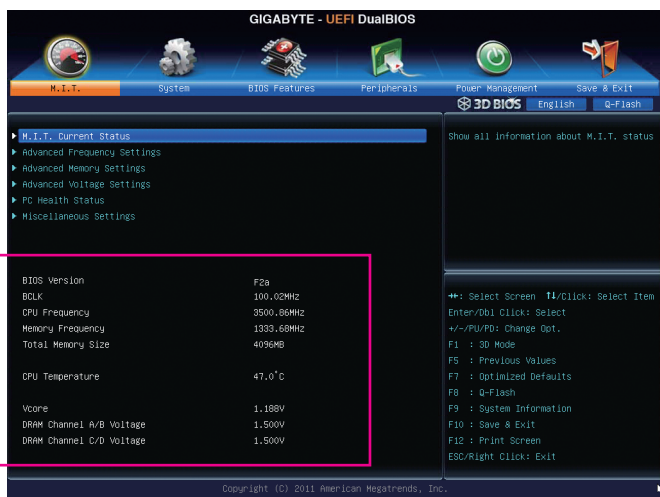 GIGABYTE - UEFI DualBIOS
M.I.T.
System
BIOS Features
Peripherals
Power Management
Save & Exit
3D BIOS
English
Q-Flash
M.I.T. Current Status
Advanced Frequency Settings
Advanced Memory Settings
Advanced Voltage Settings
PC Health Status
Miscellaneous Settings
Show all information about M.I.T. status
BIOS Version F2a
BCLK 100.02MHz
CPU Frequency 3500.86MHz
Memory Frequency 1333.68MHz
Total Memory Size 4096MB
CPU Temperature 47.0°C
Vcore 1.188V
DRAM Channel A/B Voltage 1.500V
DRAM Channel C/D Voltage 1.500V
→←: Select Screen ↑↓/Click: Select Item
Enter/Dbl Click: Select
+/-/PU/PD: Change Opt.
F1 : 3D Mode
F5 : Previous Values
F7 : Optimized Defaults
F8 : Q-Flash
F9 : System Information
F10 : Save & Exit
F12 : Print Screen
ESC/Right Click: Exit
Copyright (C) 2011 American Megatrends, Inc.